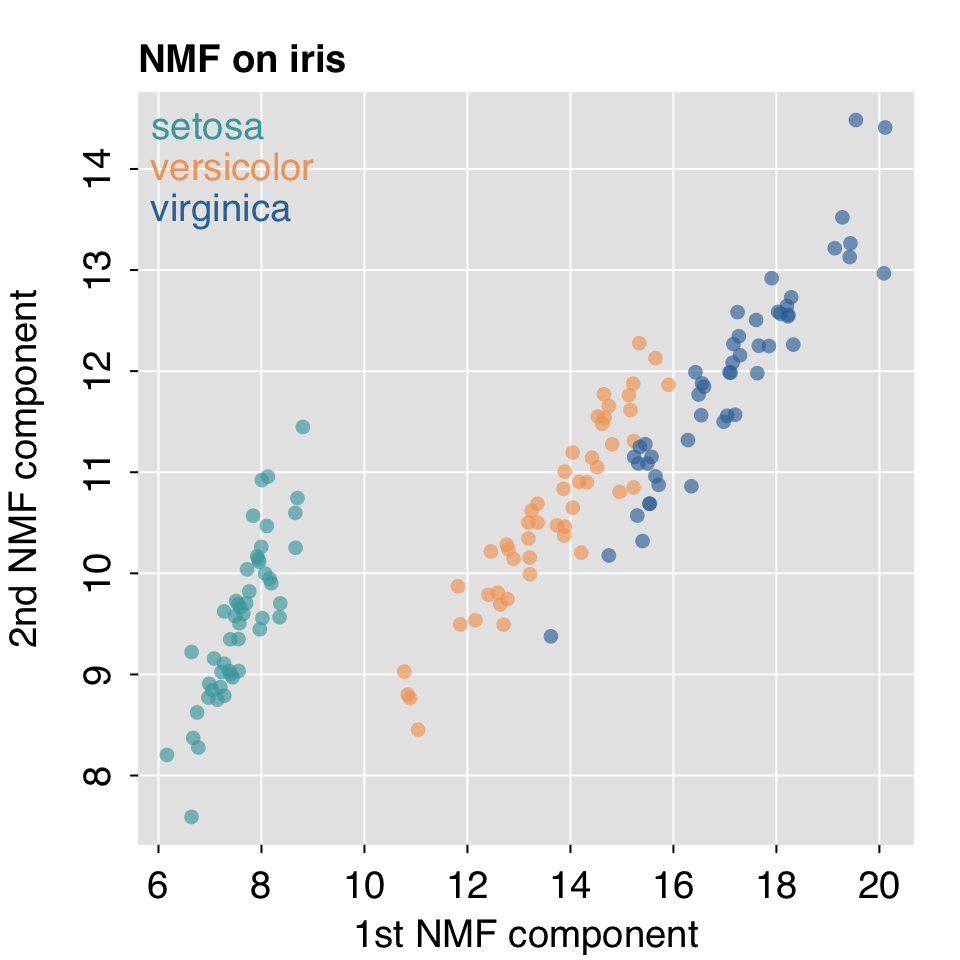 NMF on iris
setosa
versicolor
virginica
14
13
12
11
10
9
8
2nd NMF component
6 8 10 12 14 16 18 20
1st NMF component